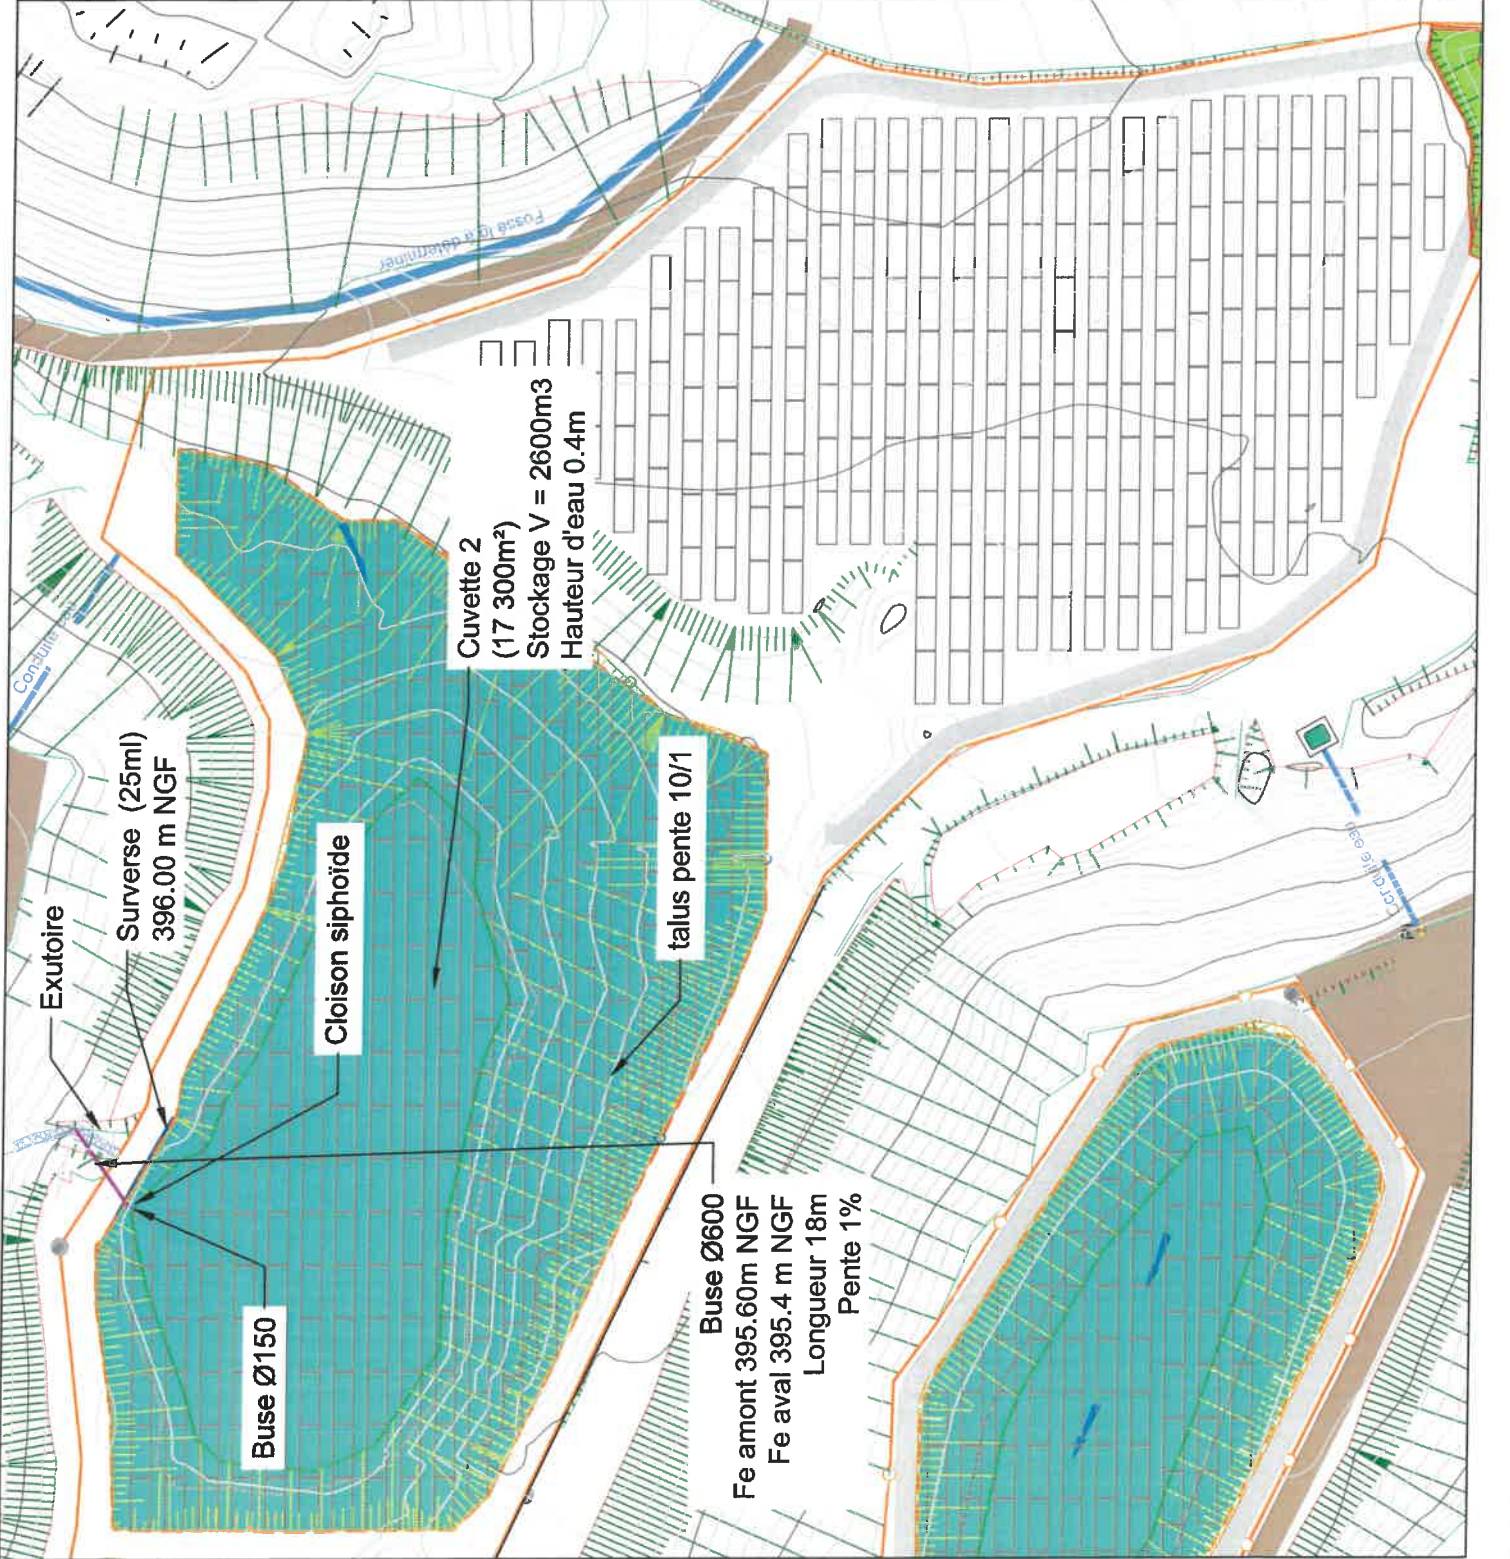 Exutoire
Surverse (25ml)
396.00 m NGF
Cloison siphoïde
Buse Ø150
Cuvette 2
(17 300m²)
Stockage V = 2600m3
Hauteur d'eau 0.4m
talus pente 10/1
Buse Ø600
Fe amont 395.60m NGF
Fe aval 395.4 m NGF
Longueur 18m
Pente 1%
Fossé lg à déterminer
Conduite
Conduite eau